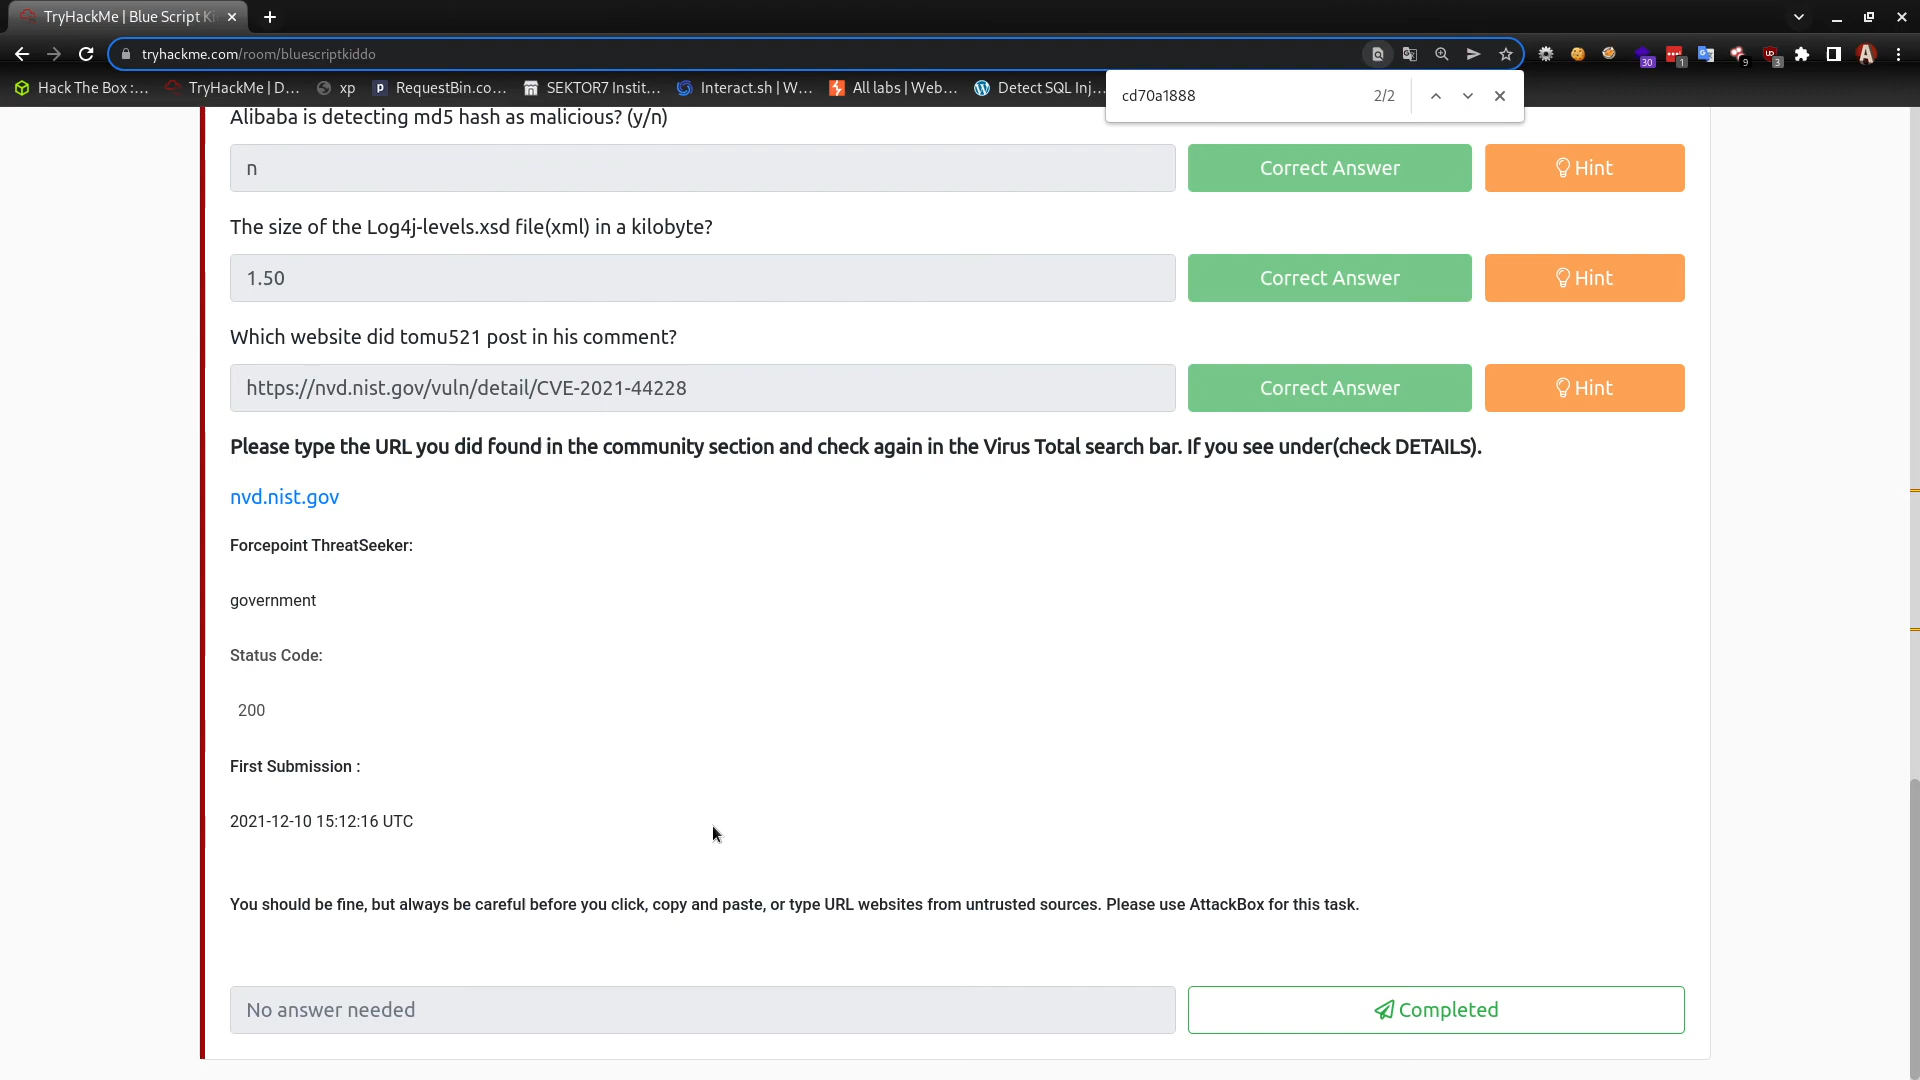 TryHackMe | Blue Script Ki
tryhackme.com/room/bluescriptkiddo
30
1
9
3
Hack The Box :...
TryHackMe | D...
xp
RequestBin.co...
SEKTOR7 Instit...
Interact.sh | W...
All labs | Web...
Detect SQL Inj...
cd70a1888
2/2
Alibaba is detecting md5 hash as malicious? (y/n)
n
Correct Answer
Hint
The size of the Log4j-levels.xsd file(xml) in a kilobyte?
1.50
Correct Answer
Hint
Which website did tomu521 post in his comment?
https://nvd.nist.gov/vuln/detail/CVE-2021-44228
Correct Answer
Hint
Please type the URL you did found in the community section and check again in the Virus Total search bar. If you see under(check DETAILS).
nvd.nist.gov
Forcepoint ThreatSeeker:
government
Status Code:
200
First Submission :
2021-12-10 15:12:16 UTC
You should be fine, but always be careful before you click, copy and paste, or type URL websites from untrusted sources. Please use AttackBox for this task.
No answer needed
Completed